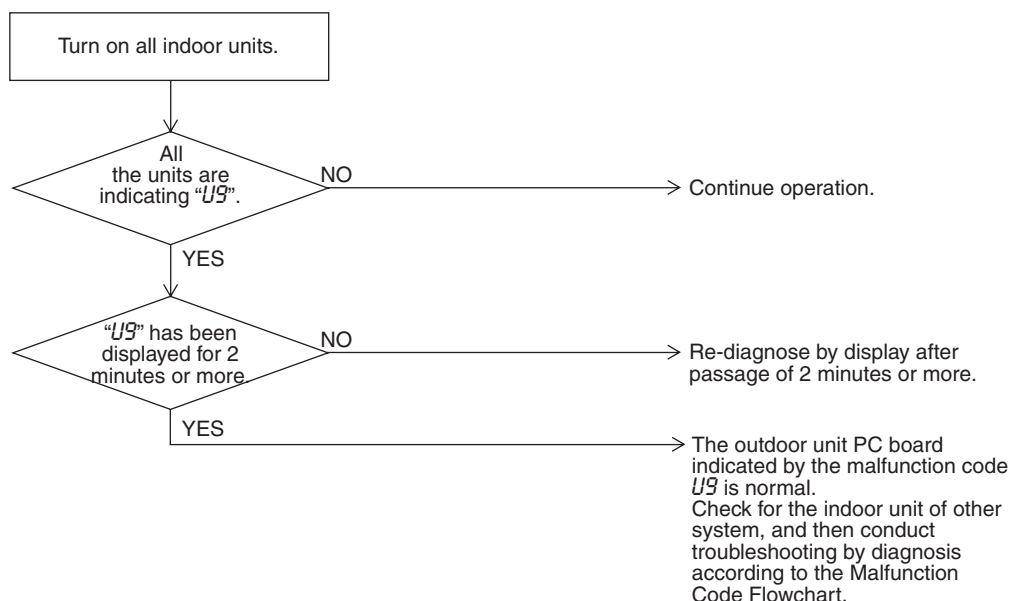 Turn on all indoor units.
All
the units are
indicating “U9”.
NO
Continue operation.
YES
“U9” has been
displayed for 2
minutes or more.
NO
Re-diagnose by display after
passage of 2 minutes or more.
YES
The outdoor unit PC board
indicated by the malfunction code
U9 is normal.
Check for the indoor unit of other
system, and then conduct
troubleshooting by diagnosis
according to the Malfunction
Code Flowchart.